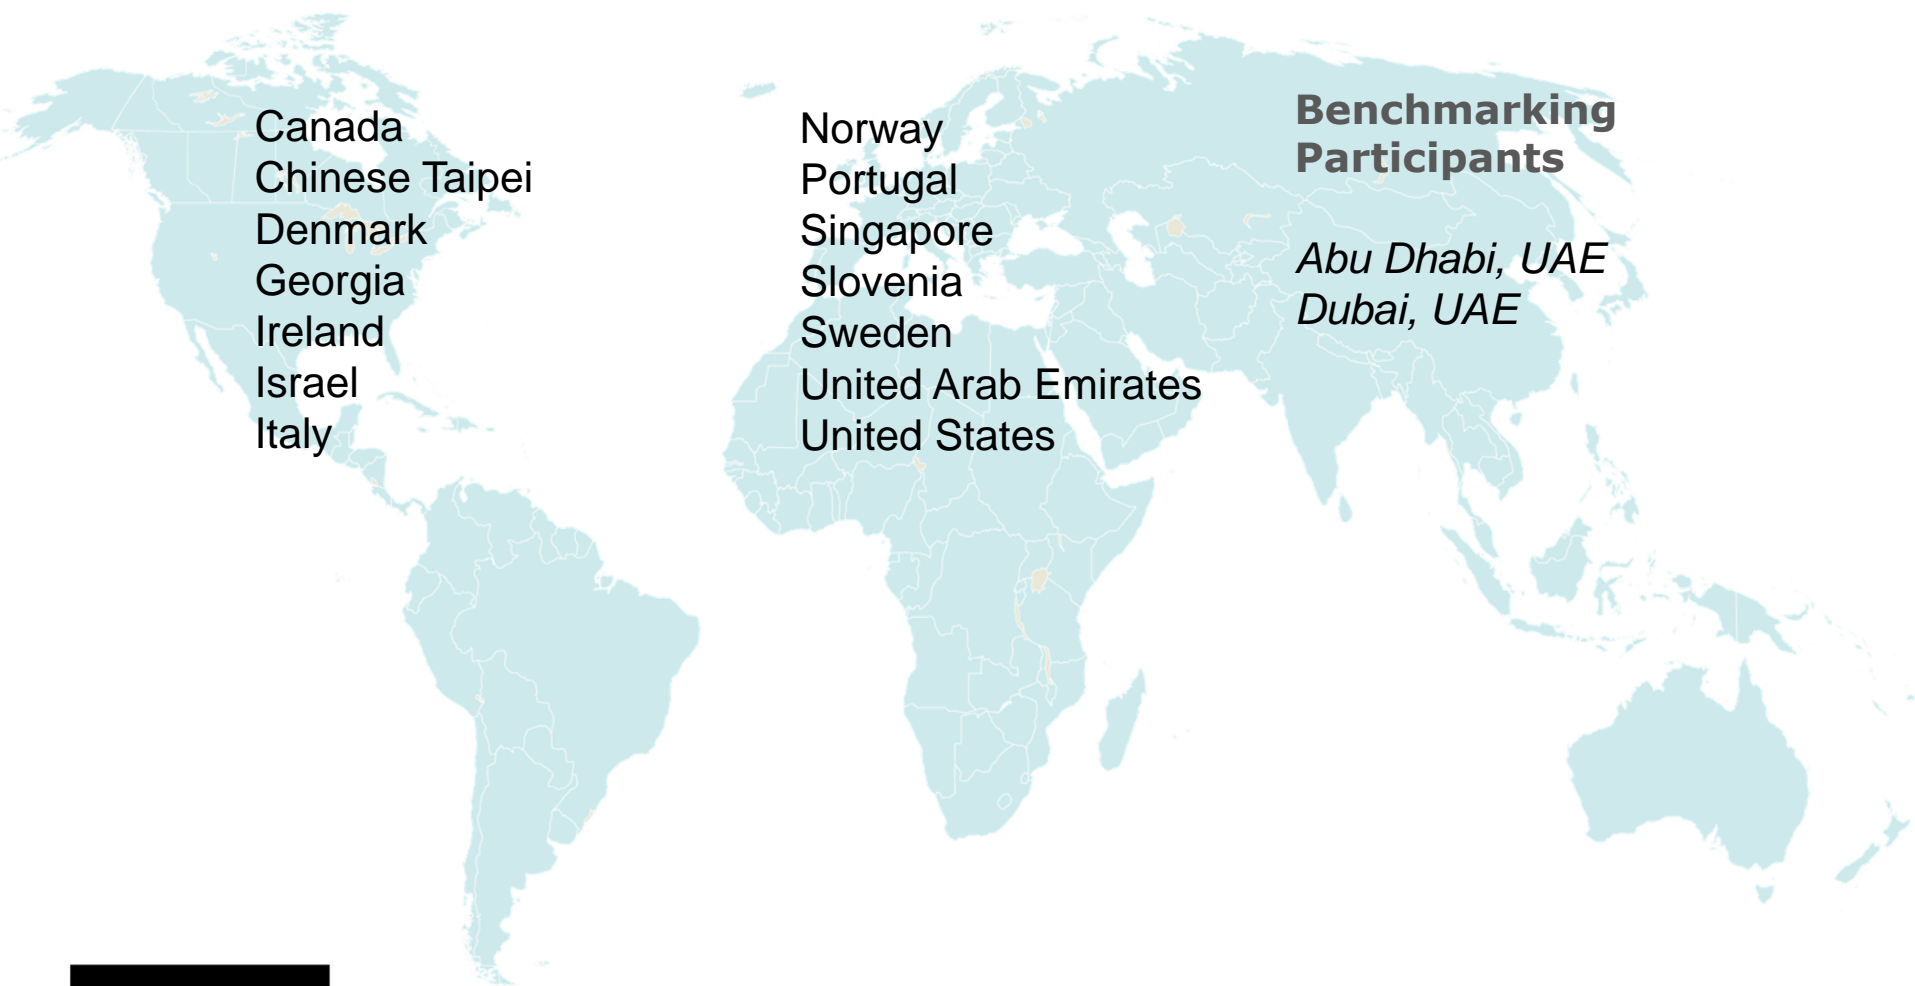 Canada
Chinese Taipei
Denmark
Georgia
Ireland
Israel
Italy
Norway
Portugal
Singapore
Slovenia
Sweden
United Arab Emirates
United States
Benchmarking
Participants
Abu Dhabi, UAE
Dubai, UAE